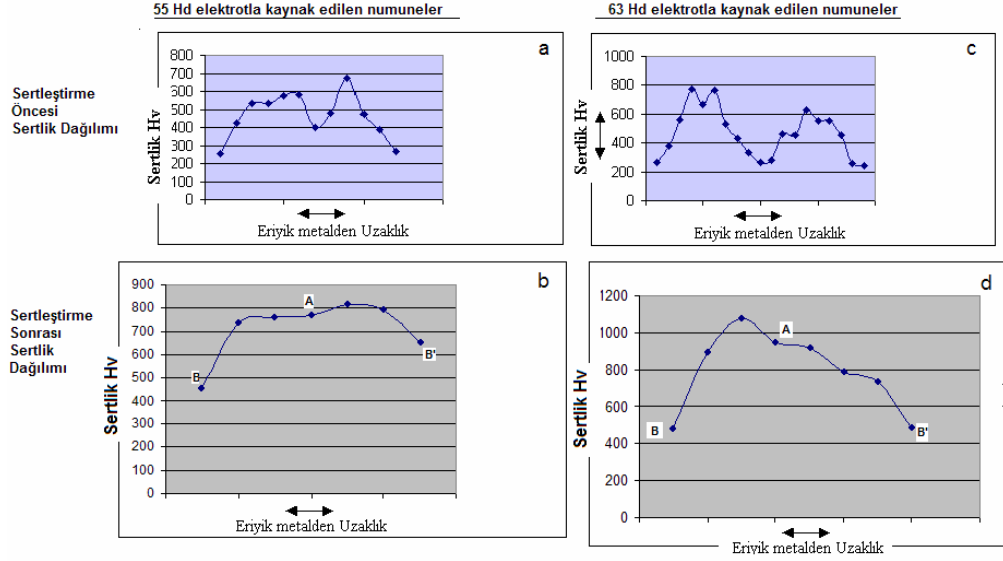 55 Hd elektrotla kaynak edilen numuneler
63 Hd elektrotla kaynak edilen numuneler
Sertleştirme
Öncesi
Sertlik Dağılımı
a
Sertlik Hv
800
700
600
500
400
300
200
100
0
Eriyik metalden Uzaklık
c
Sertlik Hv
1000
800
600
400
200
0
Eriyik metalden Uzaklık
Sertleştirme
Sonrası
Sertlik
Dağılımı
b
Sertlik Hv
900
800
700
600
500
400
300
200
100
0
B
A
B'
Eriyik metalden Uzaklık
d
Sertlik Hv
1200
1000
800
600
400
200
0
B
A
B'
Eriyik metalden Uzaklık